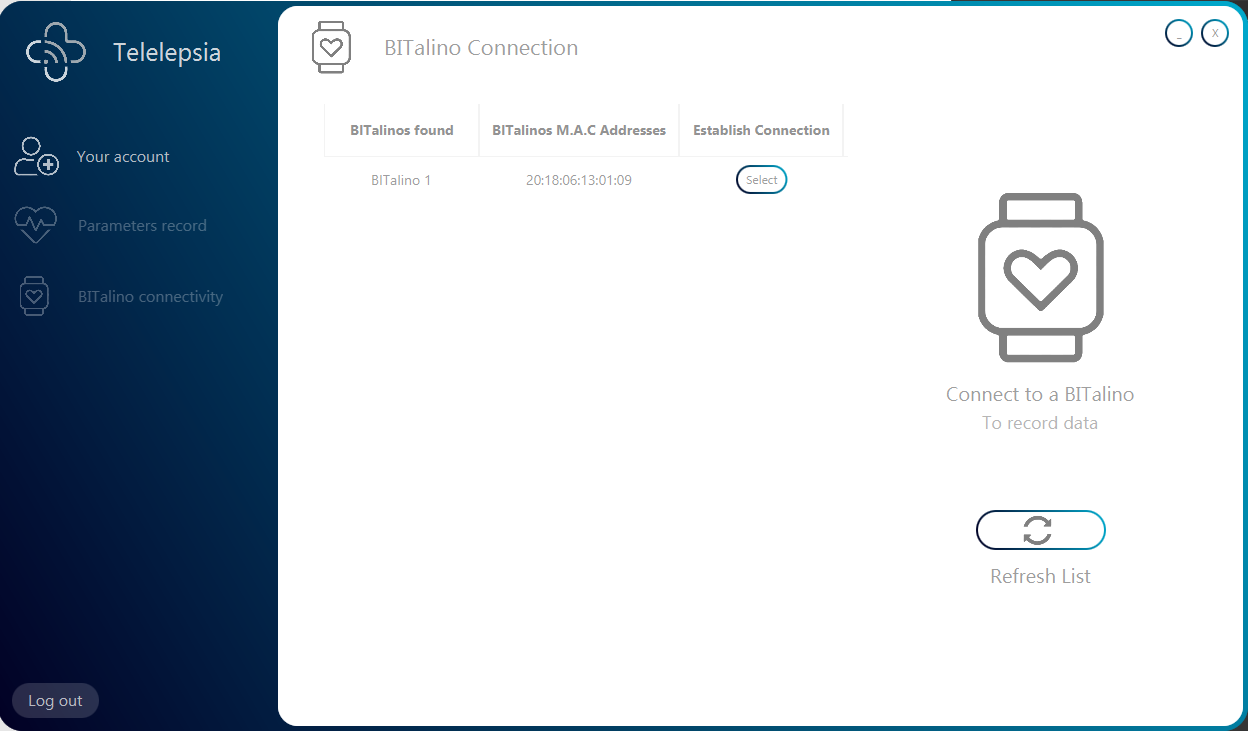 Telelepsia
Your account
Parameters record
BITalino connectivity
Log out
BITalino Connection
_
X
BITalinos found BITalinos M.A.C Addresses Establish Connection
BITalino 1 20:18:06:13:01:09 Select
Connect to a BITalino
To record data
Refresh List